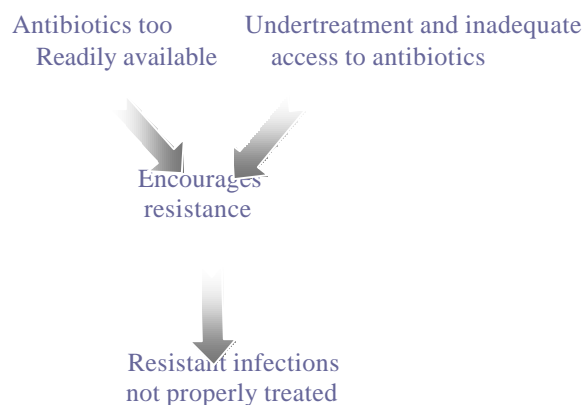 Antibiotics too
Readily available
Undertreatment and inadequate
access to antibiotics
Encourages
resistance
Resistant infections
not properly treated